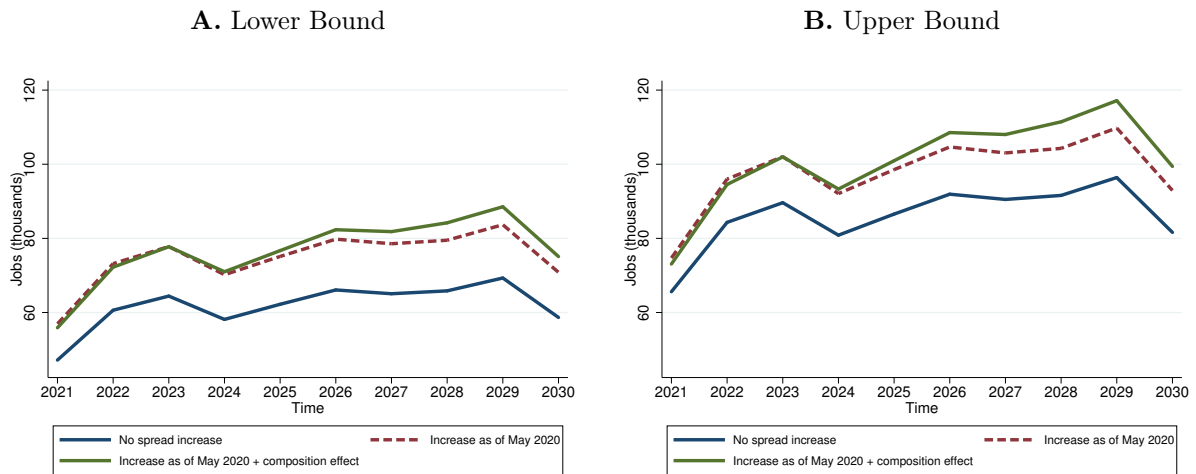 A. Lower Bound
Jobs (thousands)
120
100
80
60
2021 2022 2023 2024 2025 2026 2027 2028 2029 2030
Time
No spread increase
Increase as of May 2020
Increase as of May 2020 + composition effect
B. Upper Bound
Jobs (thousands)
120
100
80
60
2021 2022 2023 2024 2025 2026 2027 2028 2029 2030
Time
No spread increase
Increase as of May 2020
Increase as of May 2020 + composition effect